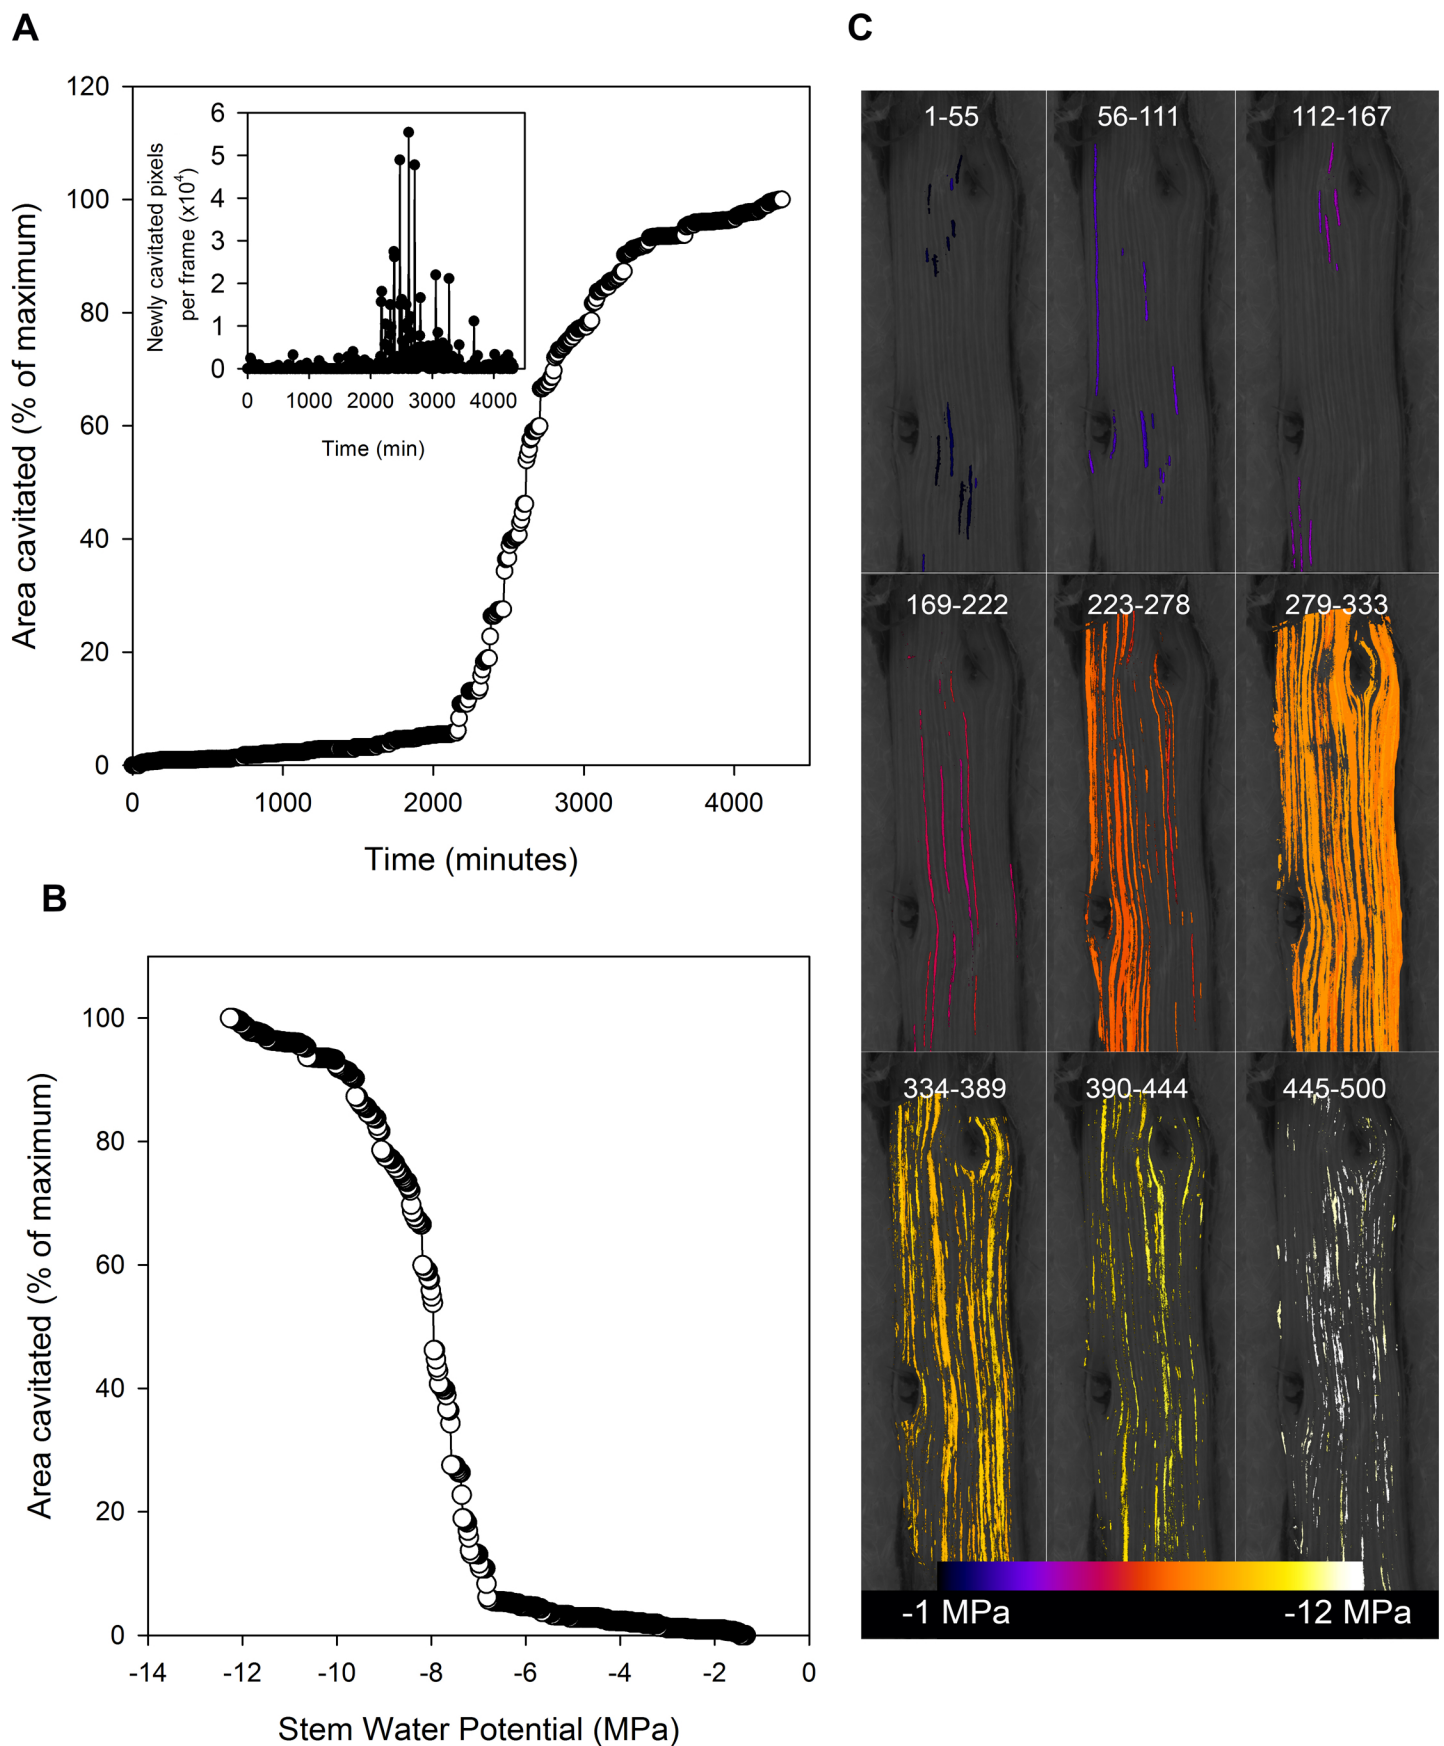 A
Area cavitated (% of maximum)
120
100
80
60
40
20
0
0 1000 2000 3000 4000
Time (minutes)
Newly cavitated pixels
per frame (x10⁴)
6
5
4
3
2
1
0
0 1000 2000 3000 4000
Time (min)
B
Area cavitated (% of maximum)
100
80
60
40
20
0
-14 -12 -10 -8 -6 -4 -2 0
Stem Water Potential (MPa)
C
1-55 56-111 112-167
169-222 223-278 279-333
334-389 390-444 445-500
-1 MPa -12 MPa